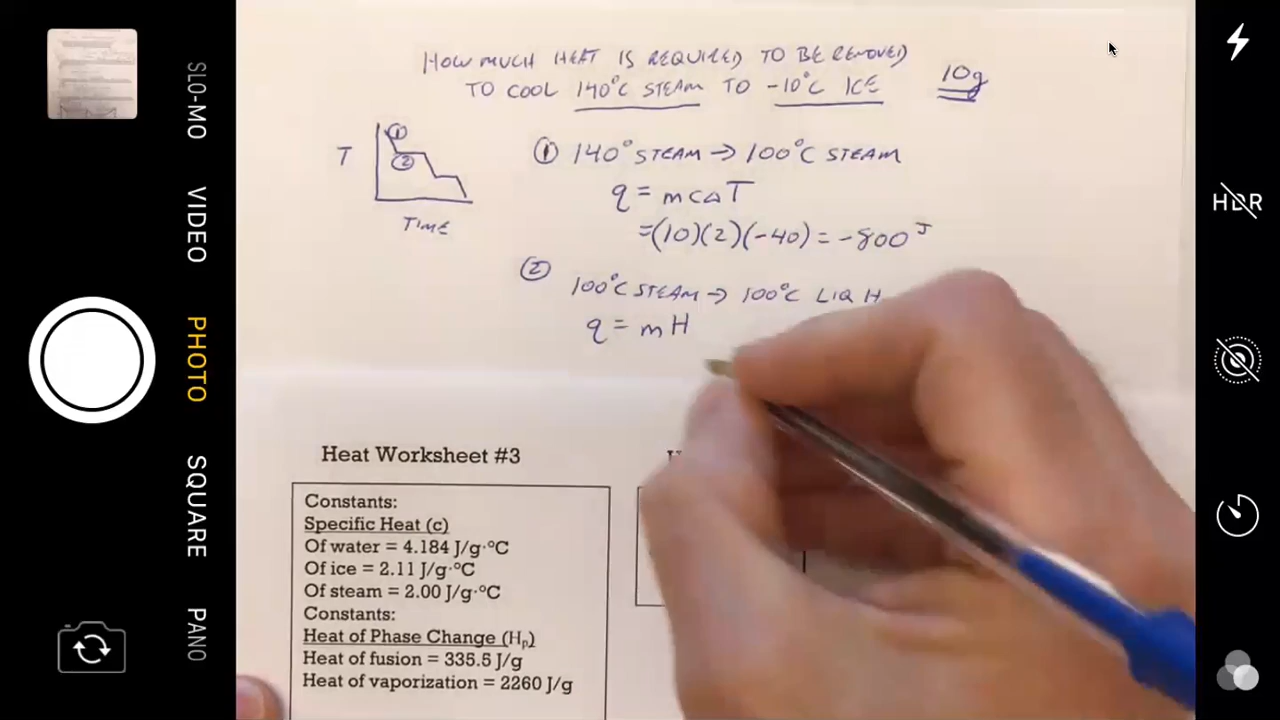 HOW MUCH HEAT IS REQUIRED TO BE REMOVED
TO COOL 140°C STEAM TO -10°C ICE
10g
T
①
②
TIME
① 140° STEAM → 100°C STEAM
q = mc△T
=(10)(2)(-40) = -800 J
② 100°C STEAM → 100°C LIQ H
q = mH
Heat Worksheet #3
Constants:
Specific Heat (c)
Of water = 4.184 J/g·°C
Of ice = 2.11 J/g·°C
Of steam = 2.00 J/g·°C
Constants:
Heat of Phase Change (Hp)
Heat of fusion = 335.5 J/g
Heat of vaporization = 2260 J/g
SLO-MO
VIDEO
PHOTO
SQUARE
PANO
HDR